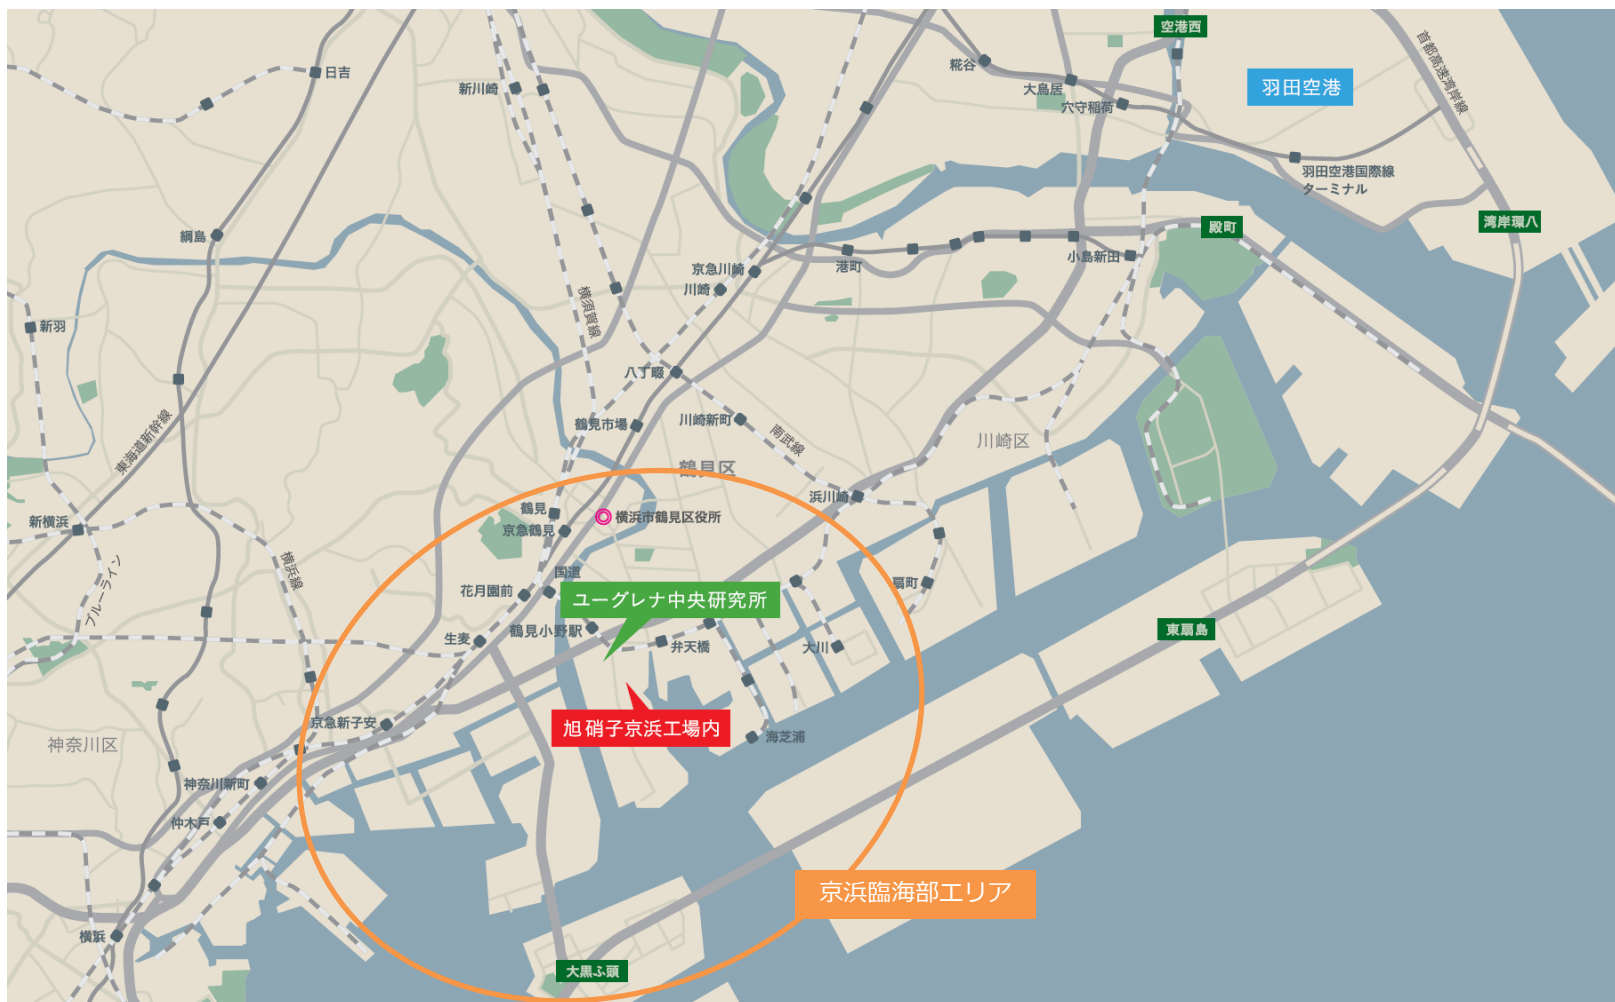 空港西
首都高速湾岸線
糀谷
日吉
新川崎
大鳥居
羽田空港
穴守稲荷
羽田空港国際線
ターミナル
湾岸環八
殿町
綱島
京急川崎
港町
小島新田
川崎
横須賀線
新羽
八丁畷
鶴見市場
川崎新町
南武線
川崎区
東海道新幹線
鶴見区
浜川崎
鶴見
横浜市鶴見区役所
新横浜
京急鶴見
横浜線
ブルーライン
国道
扇町
花月園前
ユーグレナ中央研究所
鶴見小野駅
東扇島
生麦
弁天橋
大川
京急新子安
旭硝子京浜工場内
海芝浦
神奈川区
神奈川新町
仲木戸
京浜臨海部エリア
横浜
大黒ふ頭